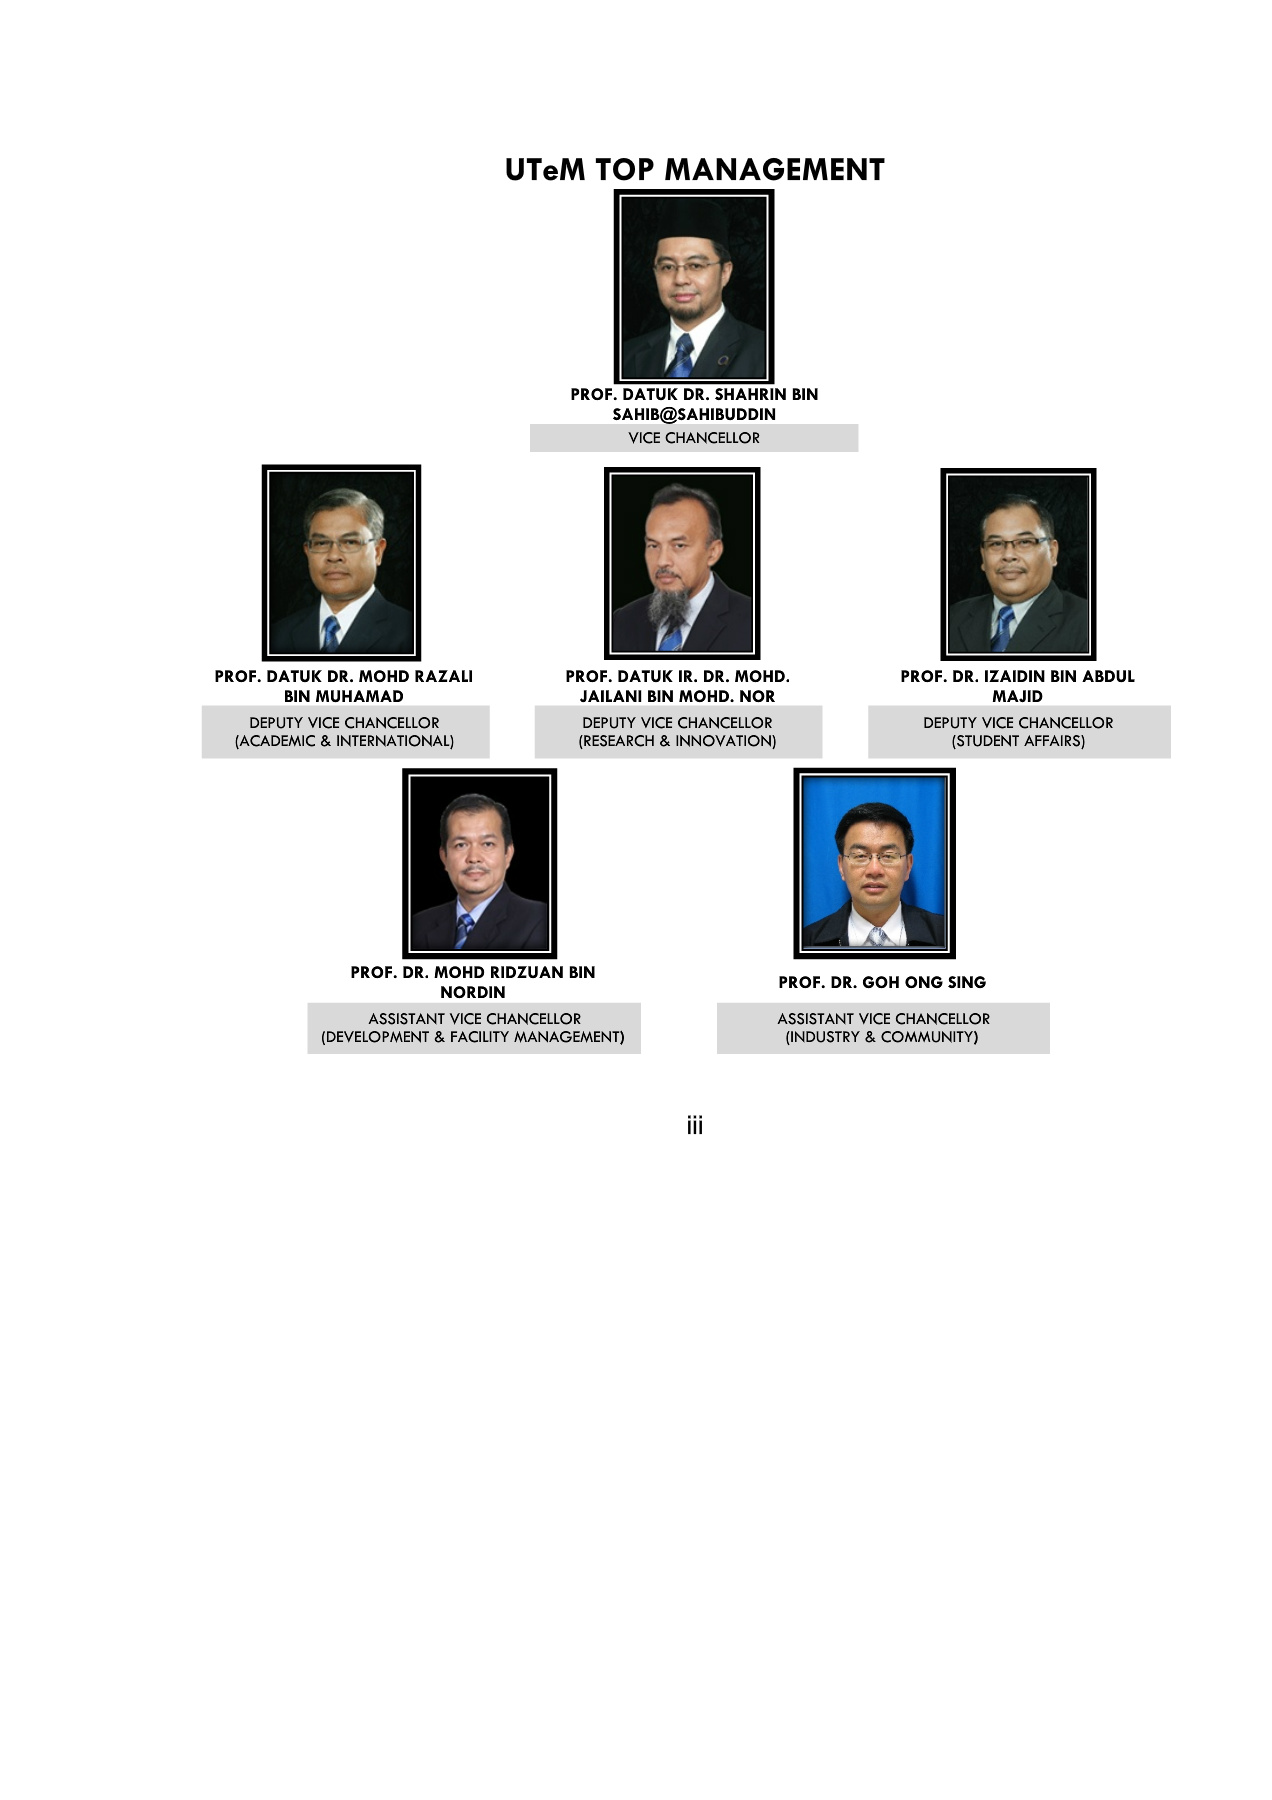 UTeM TOP MANAGEMENT
PROF. DATUK DR. SHAHRIN BIN
SAHIB@SAHIBUDDIN
VICE CHANCELLOR
PROF. DATUK DR. MOHD RAZALI
BIN MUHAMAD
DEPUTY VICE CHANCELLOR
(ACADEMIC & INTERNATIONAL)
PROF. DATUK IR. DR. MOHD.
JAILANI BIN MOHD. NOR
DEPUTY VICE CHANCELLOR
(RESEARCH & INNOVATION)
PROF. DR. IZAIDIN BIN ABDUL
MAJID
DEPUTY VICE CHANCELLOR
(STUDENT AFFAIRS)
PROF. DR. MOHD RIDZUAN BIN
NORDIN
ASSISTANT VICE CHANCELLOR
(DEVELOPMENT & FACILITY MANAGEMENT)
PROF. DR. GOH ONG SING
ASSISTANT VICE CHANCELLOR
(INDUSTRY & COMMUNITY)
iii